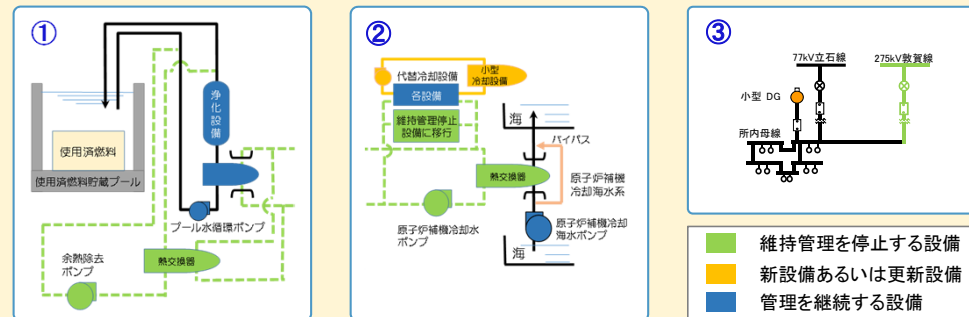 ①
浄化設備
使用済燃料
使用済燃料貯蔵プール
プール水循環ポンプ
余熱除去
ポンプ
熱交換器
②
代替冷却設備
小型
冷却設備
各設備
維持管理停止
設備に移行
海
バイパス
熱交換器
原子炉補機
冷却海水系
原子炉補機冷却水
ポンプ
原子炉補機冷却
海水ポンプ
海
③
77kV立石線
275kV敦賀線
小型 DG
所内母線
維持管理を停止する設備
新設備あるいは更新設備
管理を継続する設備